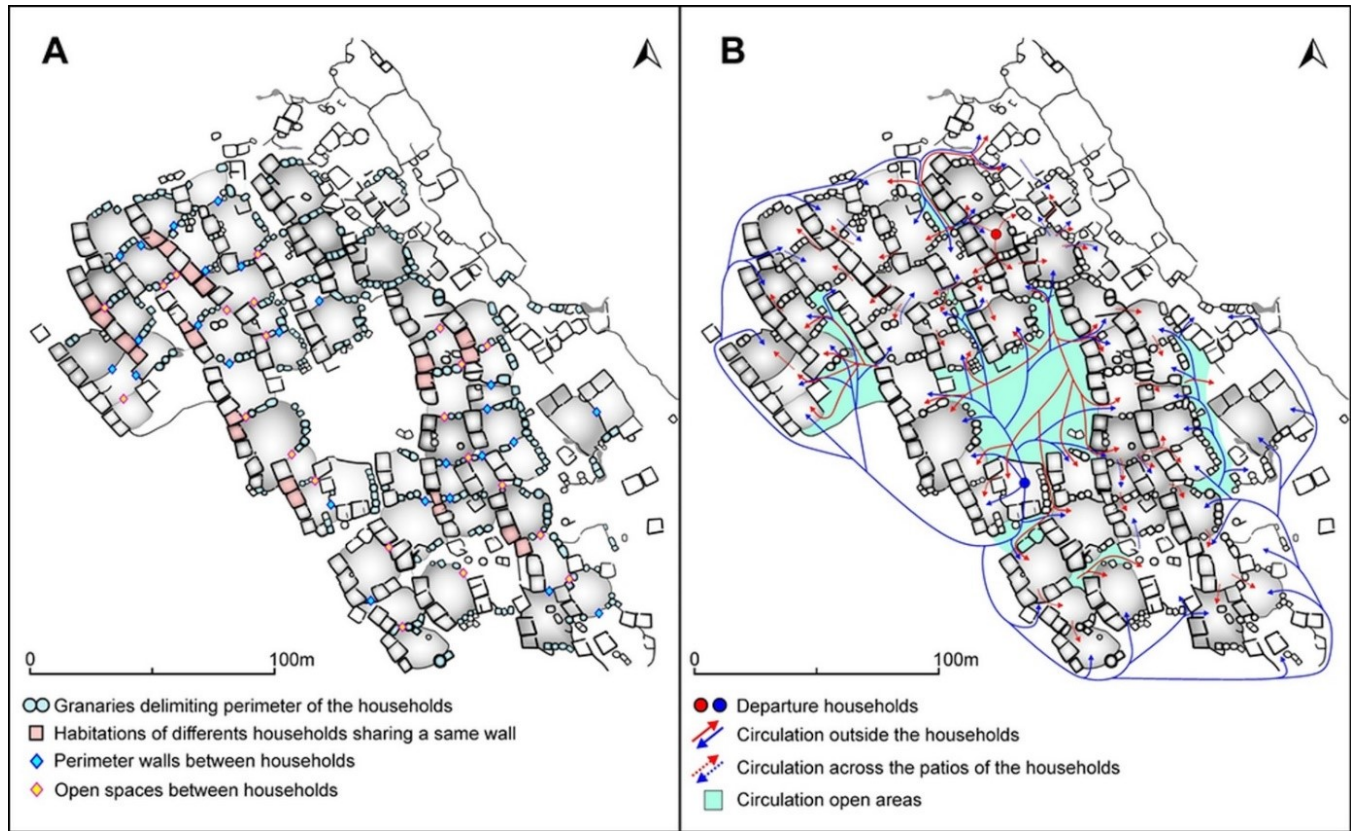 A
0
100m
Granaries delimiting perimeter of the households
Habitations of differents households sharing a same wall
Perimeter walls between households
Open spaces between households
B
0
100m
Departure households
Circulation outside the households
Circulation across the patios of the households
Circulation open areas